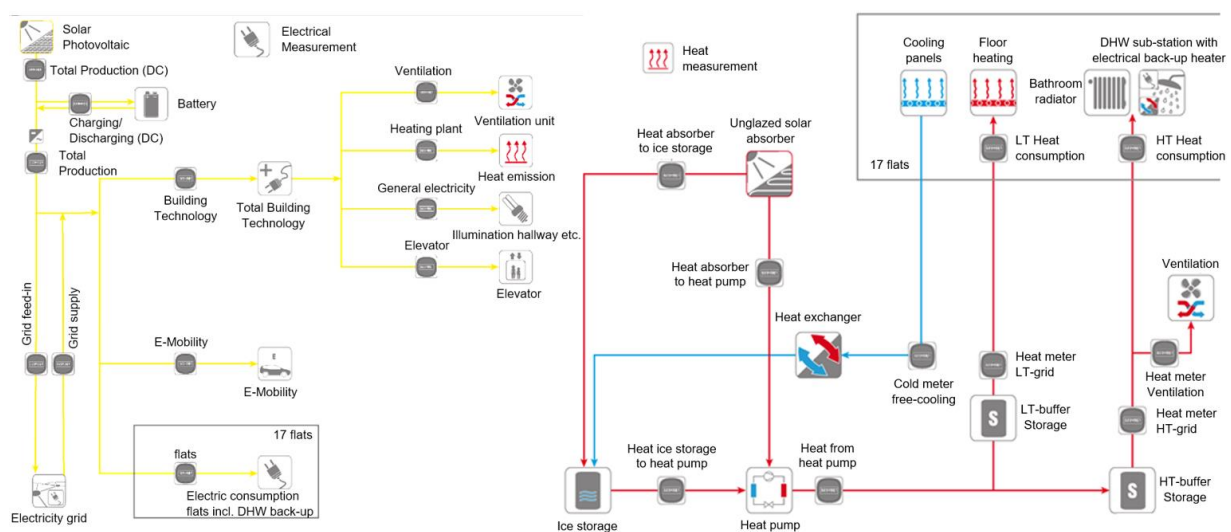 Solar
Photovoltaic
Electrical
Measurement
Total Production (DC)
Battery
Charging/
Discharging (DC)
Total
Production
Building
Technology
Total Building
Technology
Ventilation
Ventilation unit
Heating plant
Heat emission
General electricity
Illumination hallway etc.
Elevator
Elevator
Grid feed-in
Grid supply
E-Mobility
E-Mobility
17 flats
flats
Electric consumption
flats incl. DHW back-up
Electricity grid
Heat
measurement
Heat absorber
to ice storage
Unglazed solar
absorber
Heat absorber
to heat pump
Heat exchanger
Cooling
panels
Floor
heating
DHW sub-station with
electrical back-up heater
Bathroom
radiator
LT Heat
consumption
HT Heat
consumption
17 flats
Ventilation
Cold meter
free-cooling
Heat meter
LT-grid
Heat meter
Ventilation
LT-buffer
Storage
S
Heat meter
HT-grid
Heat ice storage
to heat pump
Heat from
heat pump
Ice storage
Heat pump
S
HT-buffer
Storage